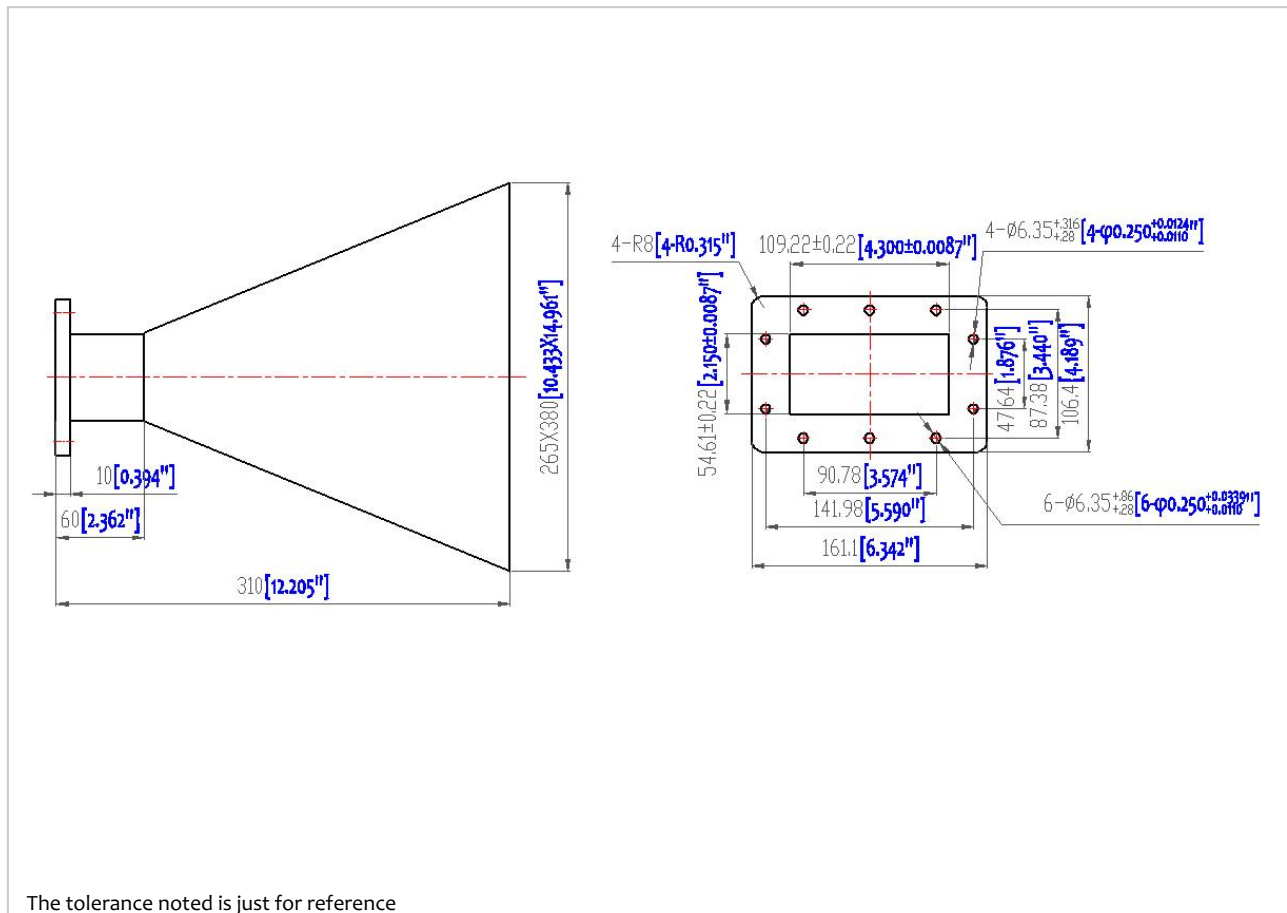 10[0.394"]
60[2.362"]
310[12.205"]
265X380[10.433X14.961"]
4-R8[4-R0.315"]
109.22±0.22[4.300±0.0087"]
4-Ø6.35+.316+.28[4-φ0.250+0.0124+0.0110"]
54.61±0.22[2.150±0.0087"]
47.64[1.876"]
87.38[3.440"]
106.4[4.189"]
90.78[3.574"]
141.98[5.590"]
161.1[6.342"]
6-Ø6.35+.86+.28[6-φ0.250+0.0339+0.0110"]
The tolerance noted is just for reference